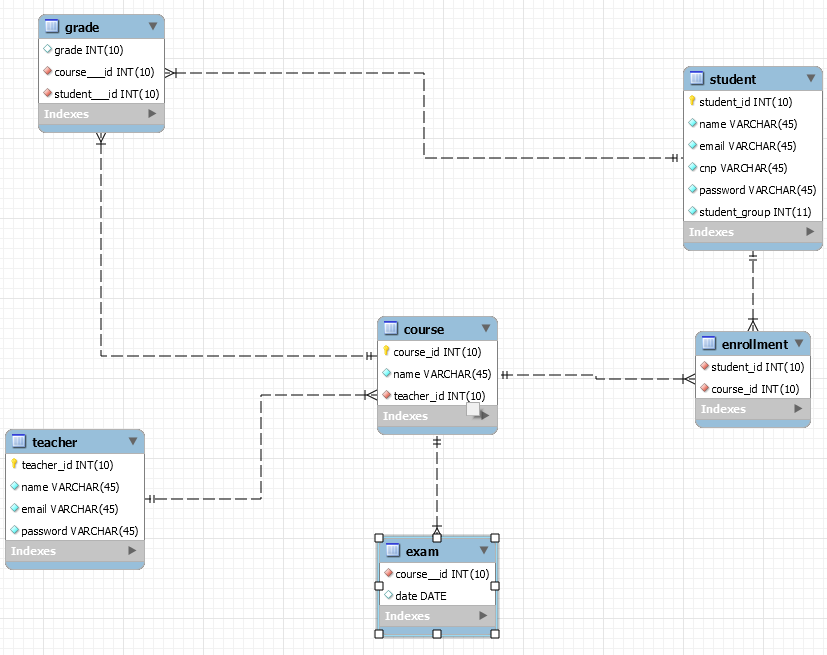 grade
grade INT(10)
course___id INT(10)
student___id INT(10)
Indexes
student
student_id INT(10)
name VARCHAR(45)
email VARCHAR(45)
cnp VARCHAR(45)
password VARCHAR(45)
student_group INT(11)
Indexes
course
course_id INT(10)
name VARCHAR(45)
teacher_id INT(10)
Indexes
enrollment
student_id INT(10)
course_id INT(10)
Indexes
teacher
teacher_id INT(10)
name VARCHAR(45)
email VARCHAR(45)
password VARCHAR(45)
Indexes
exam
course__id INT(10)
date DATE
Indexes